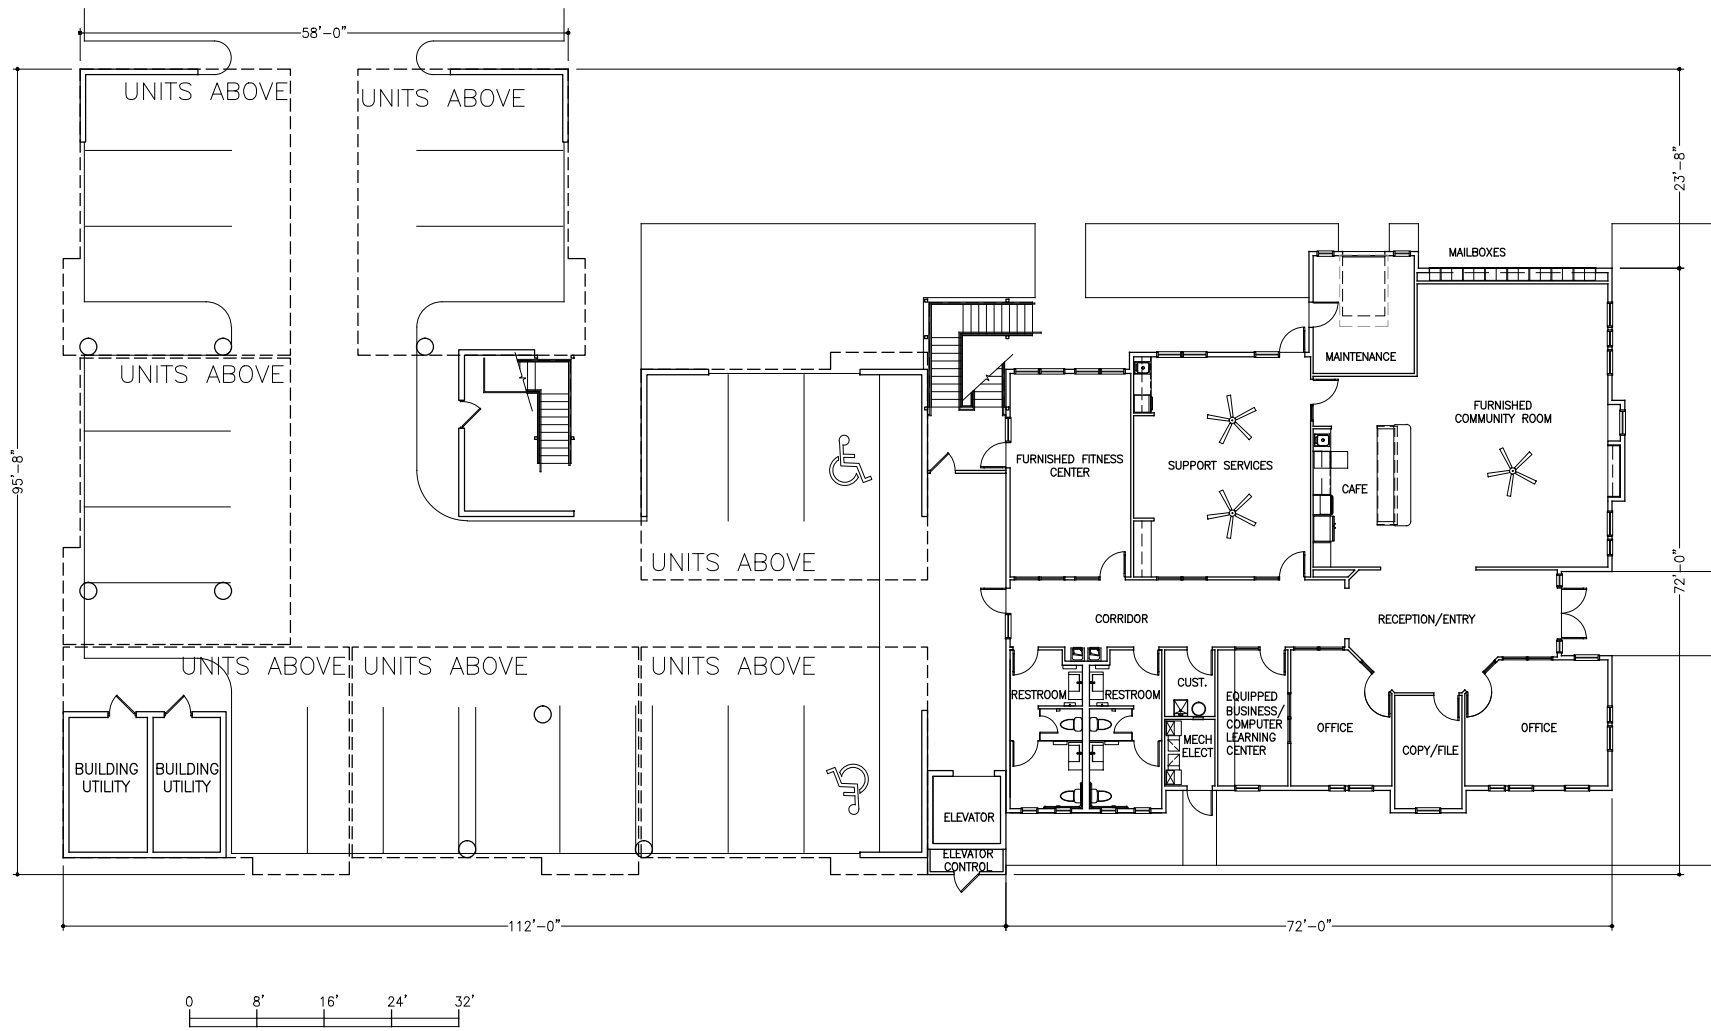 58'-0"
UNITS ABOVE
UNITS ABOVE
23'-8"
MAILBOXES
MAINTENANCE
UNITS ABOVE
FURNISHED
COMMUNITY ROOM
FURNISHED FITNESS
CENTER
SUPPORT SERVICES
CAFE
95'-8"
UNITS ABOVE
72'-0"
CORRIDOR
RECEPTION/ENTRY
UNITS ABOVE
UNITS ABOVE
UNITS ABOVE
RESTROOM
RESTROOM
CUST.
EQUIPPED
BUSINESS/
COMPUTER
LEARNING
CENTER
OFFICE
OFFICE
MECH
ELECT
COPY/FILE
BUILDING
UTILITY
BUILDING
UTILITY
ELEVATOR
ELEVATOR
CONTROL
112'-0"
72'-0"
0 8' 16' 24' 32'